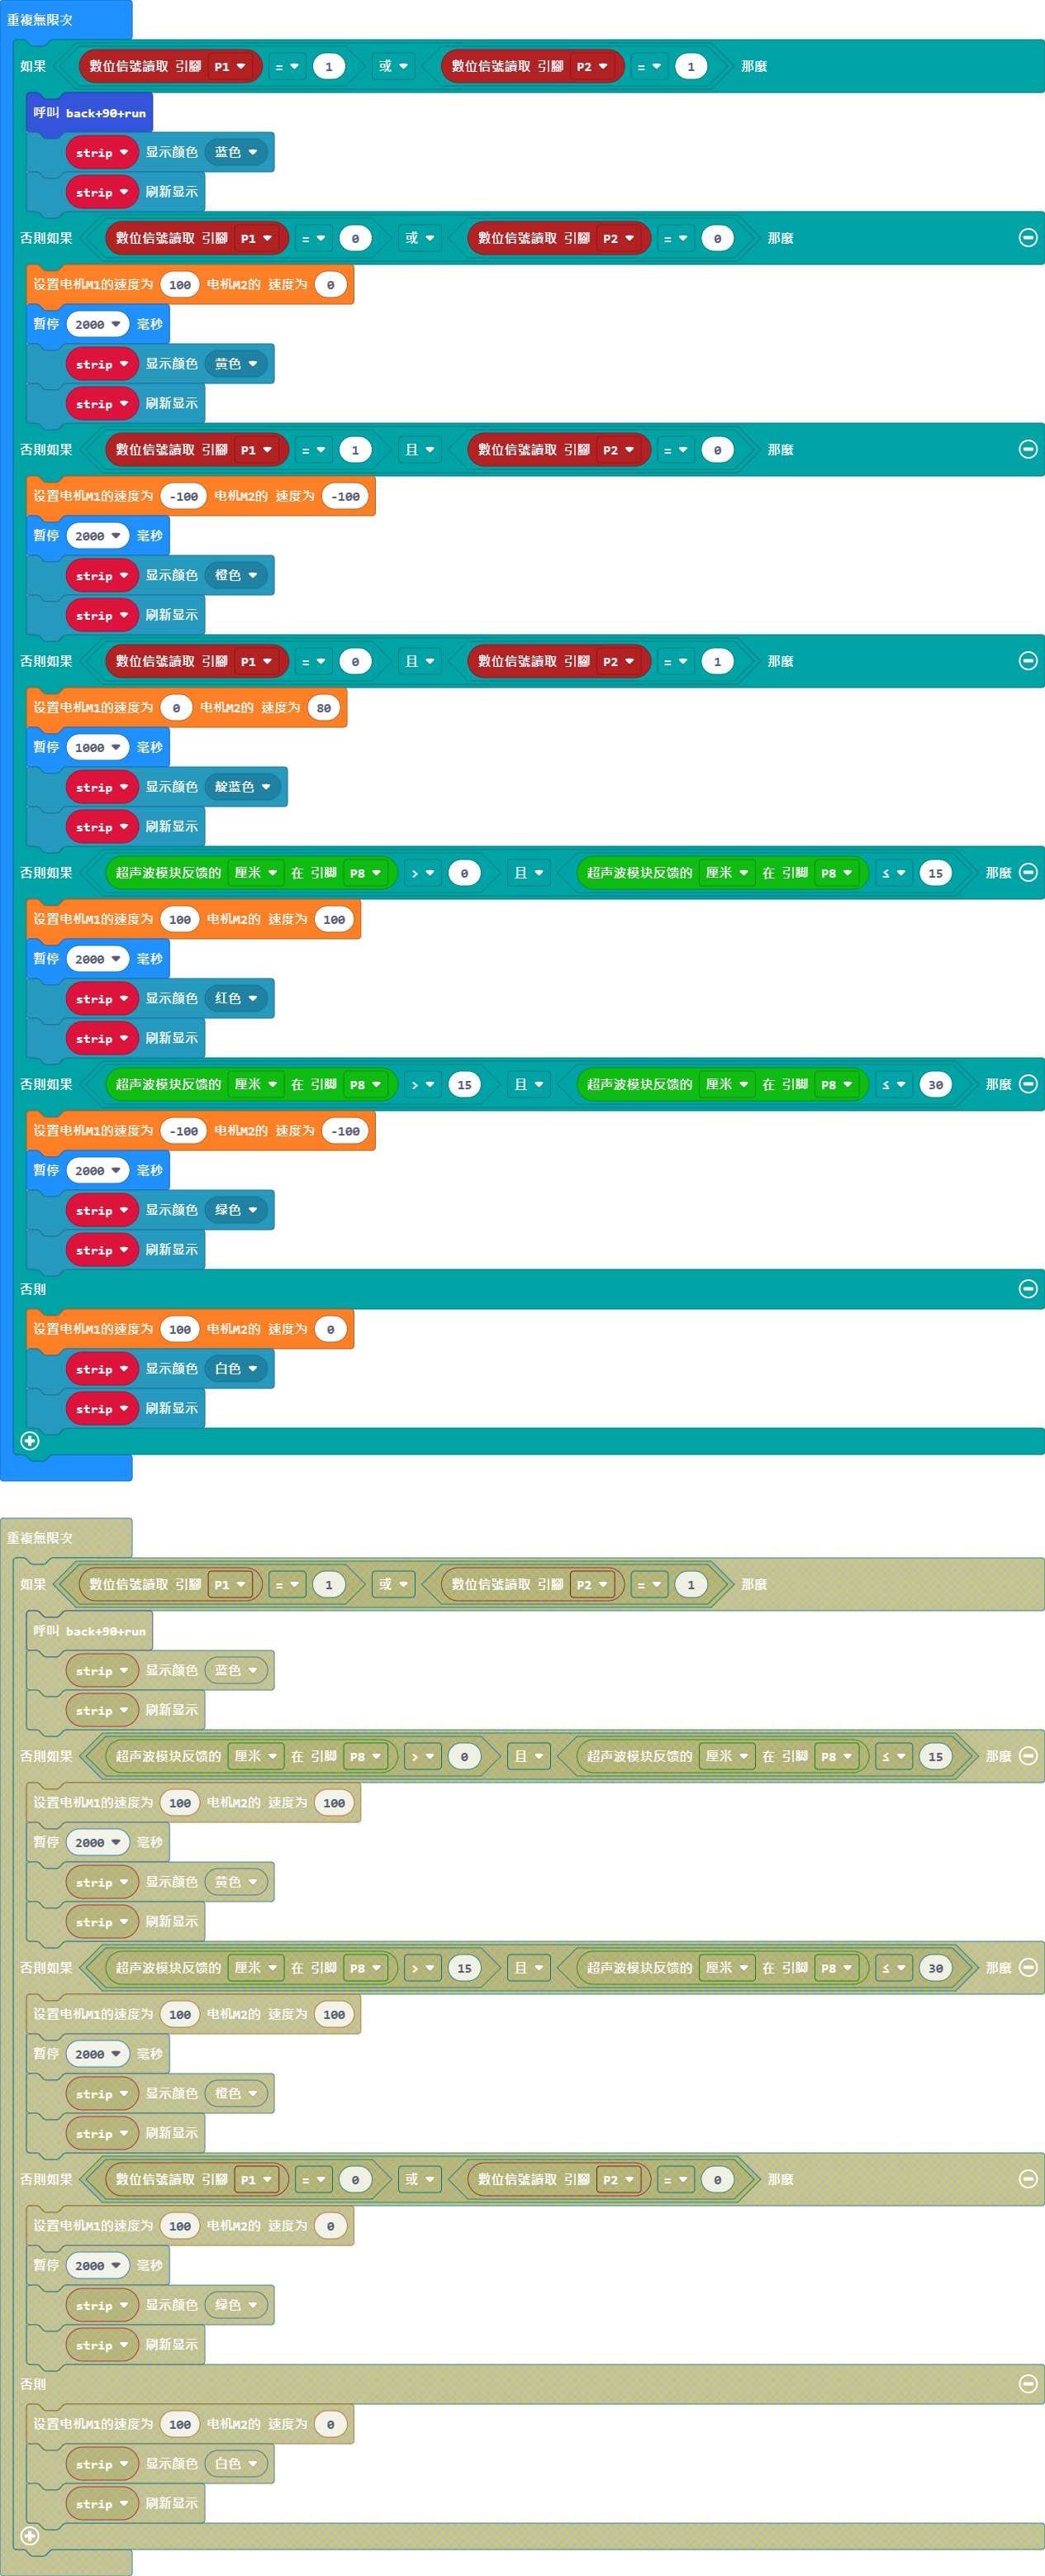 重複無限次
如果 數位信號讀取 引腳 P1 = 1 或 數位信號讀取 引腳 P2 = 1 那麼
呼叫 back+90+run
strip 显示颜色 蓝色
strip 刷新显示
否則如果 數位信號讀取 引腳 P1 = 0 或 數位信號讀取 引腳 P2 = 0 那麼
设置电机M1的速度为 100 电机M2的 速度为 0
暫停 2000 毫秒
strip 显示颜色 黄色
strip 刷新显示
否則如果 數位信號讀取 引腳 P1 = 1 且 數位信號讀取 引腳 P2 = 0 那麼
设置电机M1的速度为 -100 电机M2的 速度为 -100
暫停 2000 毫秒
strip 显示颜色 橙色
strip 刷新显示
否則如果 數位信號讀取 引腳 P1 = 0 且 數位信號讀取 引腳 P2 = 1 那麼
设置电机M1的速度为 0 电机M2的 速度为 80
暫停 1000 毫秒
strip 显示颜色 靛蓝色
strip 刷新显示
否則如果 超声波模块反馈的 厘米 在 引脚 P8 > 0 且 超声波模块反馈的 厘米 在 引脚 P8 ≤ 15 那麼
设置电机M1的速度为 100 电机M2的 速度为 100
暫停 2000 毫秒
strip 显示颜色 红色
strip 刷新显示
否則如果 超声波模块反馈的 厘米 在 引脚 P8 > 15 且 超声波模块反馈的 厘米 在 引脚 P8 ≤ 30 那麼
设置电机M1的速度为 -100 电机M2的 速度为 -100
暫停 2000 毫秒
strip 显示颜色 绿色
strip 刷新显示
否則
设置电机M1的速度为 100 电机M2的 速度为 0
strip 显示颜色 白色
strip 刷新显示
重複無限次
如果 數位信號讀取 引腳 P1 = 1 或 數位信號讀取 引腳 P2 = 1 那麼
呼叫 back+90+run
strip 显示颜色 蓝色
strip 刷新显示
否則如果 超声波模块反馈的 厘米 在 引脚 P8 > 0 且 超声波模块反馈的 厘米 在 引脚 P8 ≤ 15 那麼
设置电机M1的速度为 100 电机M2的 速度为 100
暫停 2000 毫秒
strip 显示颜色 黄色
strip 刷新显示
否則如果 超声波模块反馈的 厘米 在 引脚 P8 > 15 且 超声波模块反馈的 厘米 在 引脚 P8 ≤ 30 那麼
设置电机M1的速度为 100 电机M2的 速度为 100
暫停 2000 毫秒
strip 显示颜色 橙色
strip 刷新显示
否則如果 數位信號讀取 引腳 P1 = 0 或 數位信號讀取 引腳 P2 = 0 那麼
设置电机M1的速度为 100 电机M2的 速度为 0
暫停 2000 毫秒
strip 显示颜色 绿色
strip 刷新显示
否則
设置电机M1的速度为 100 电机M2的 速度为 0
strip 显示颜色 白色
strip 刷新显示